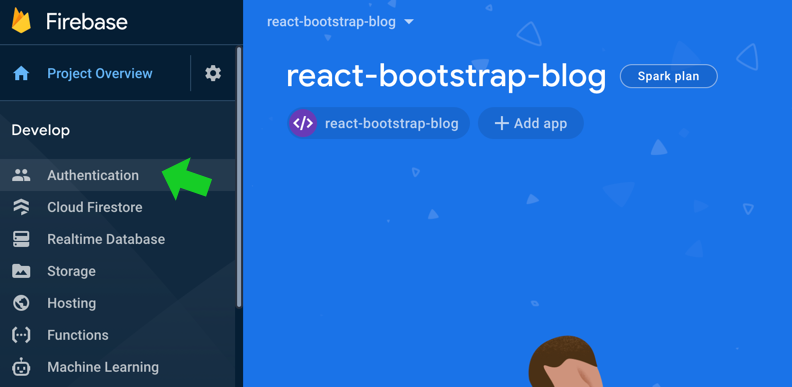 Firebase
Project Overview
Develop
Authentication
Cloud Firestore
Realtime Database
Storage
Hosting
Functions
Machine Learning
react-bootstrap-blog
react-bootstrap-blog Spark plan
react-bootstrap-blog + Add app